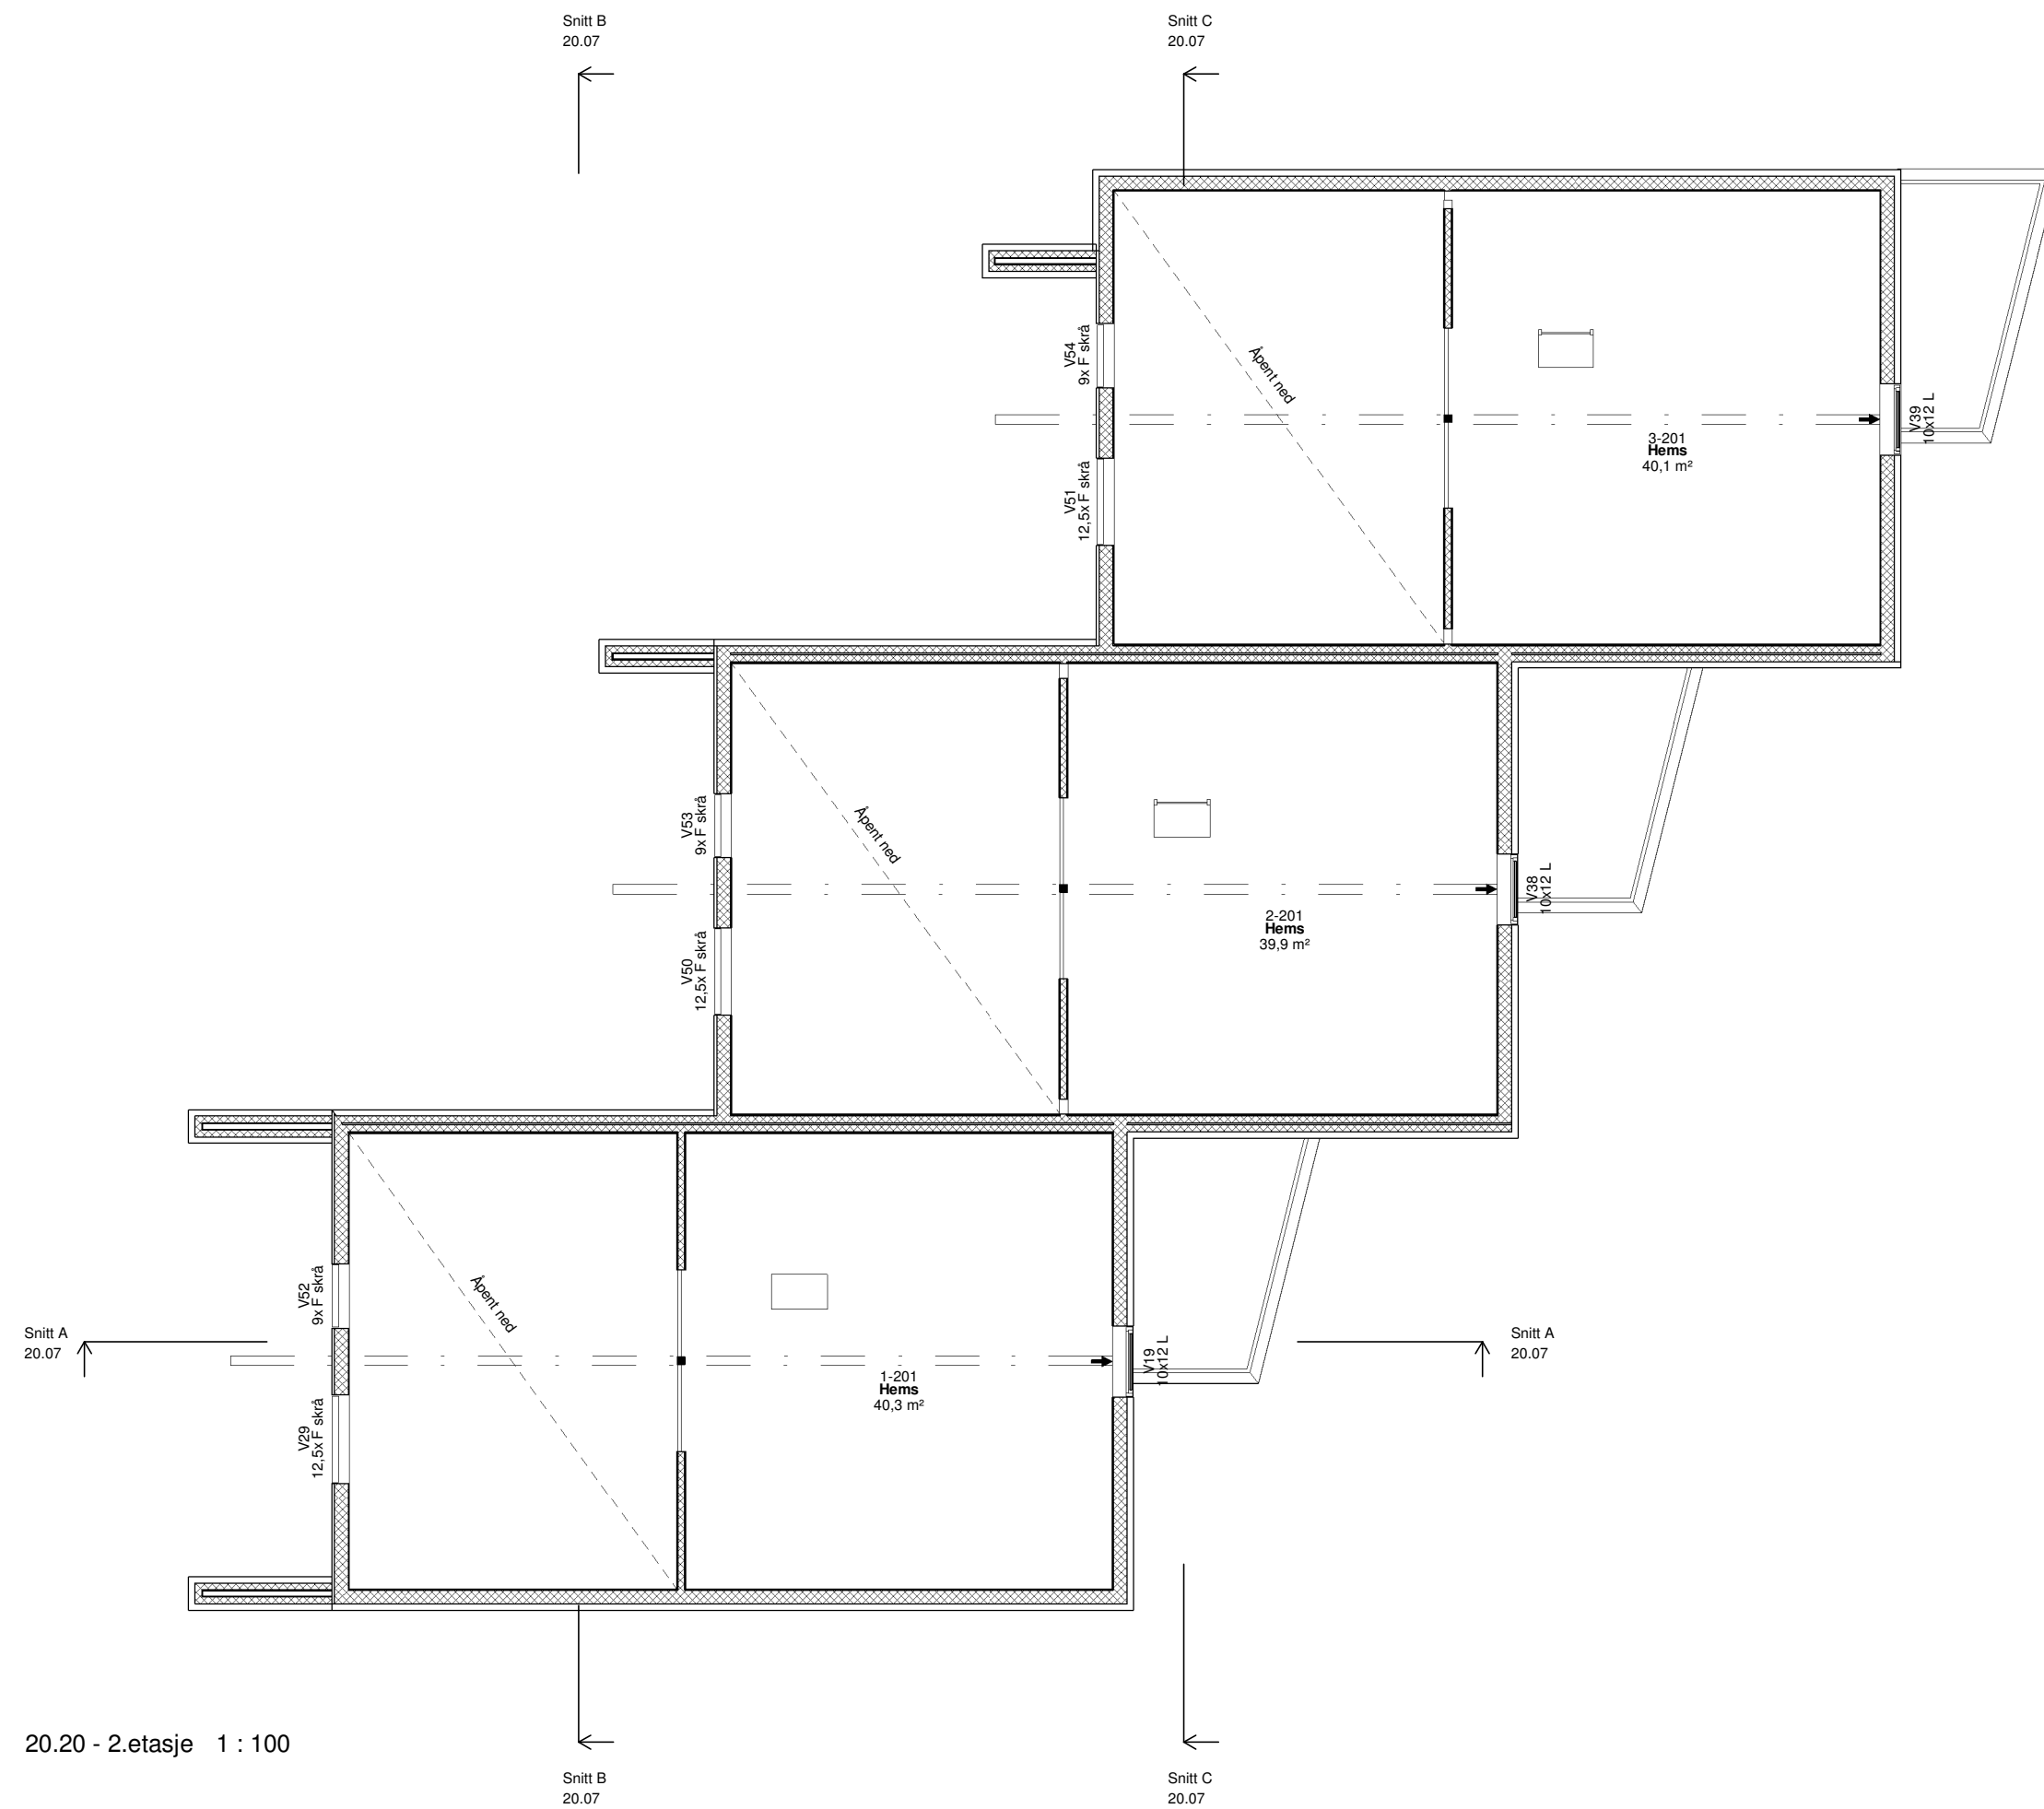 Snitt B
20.07
Snitt C
20.07
V54
9x F skrå
Åpent ned
V39
10x12 L
3-201
Hems
40,1 m²
V51
12,5x F skrå
V53
9x F skrå
Åpent ned
V38
10x12 L
2-201
Hems
39,9 m²
V50
12,5x F skrå
V52
9x F skrå
Åpent ned
Snitt A
20.07
V19
10x12 L
Snitt A
20.07
1-201
Hems
40,3 m²
V29
12,5x F skrå
20.20 - 2.etasje 1 : 100
Snitt B
20.07
Snitt C
20.07